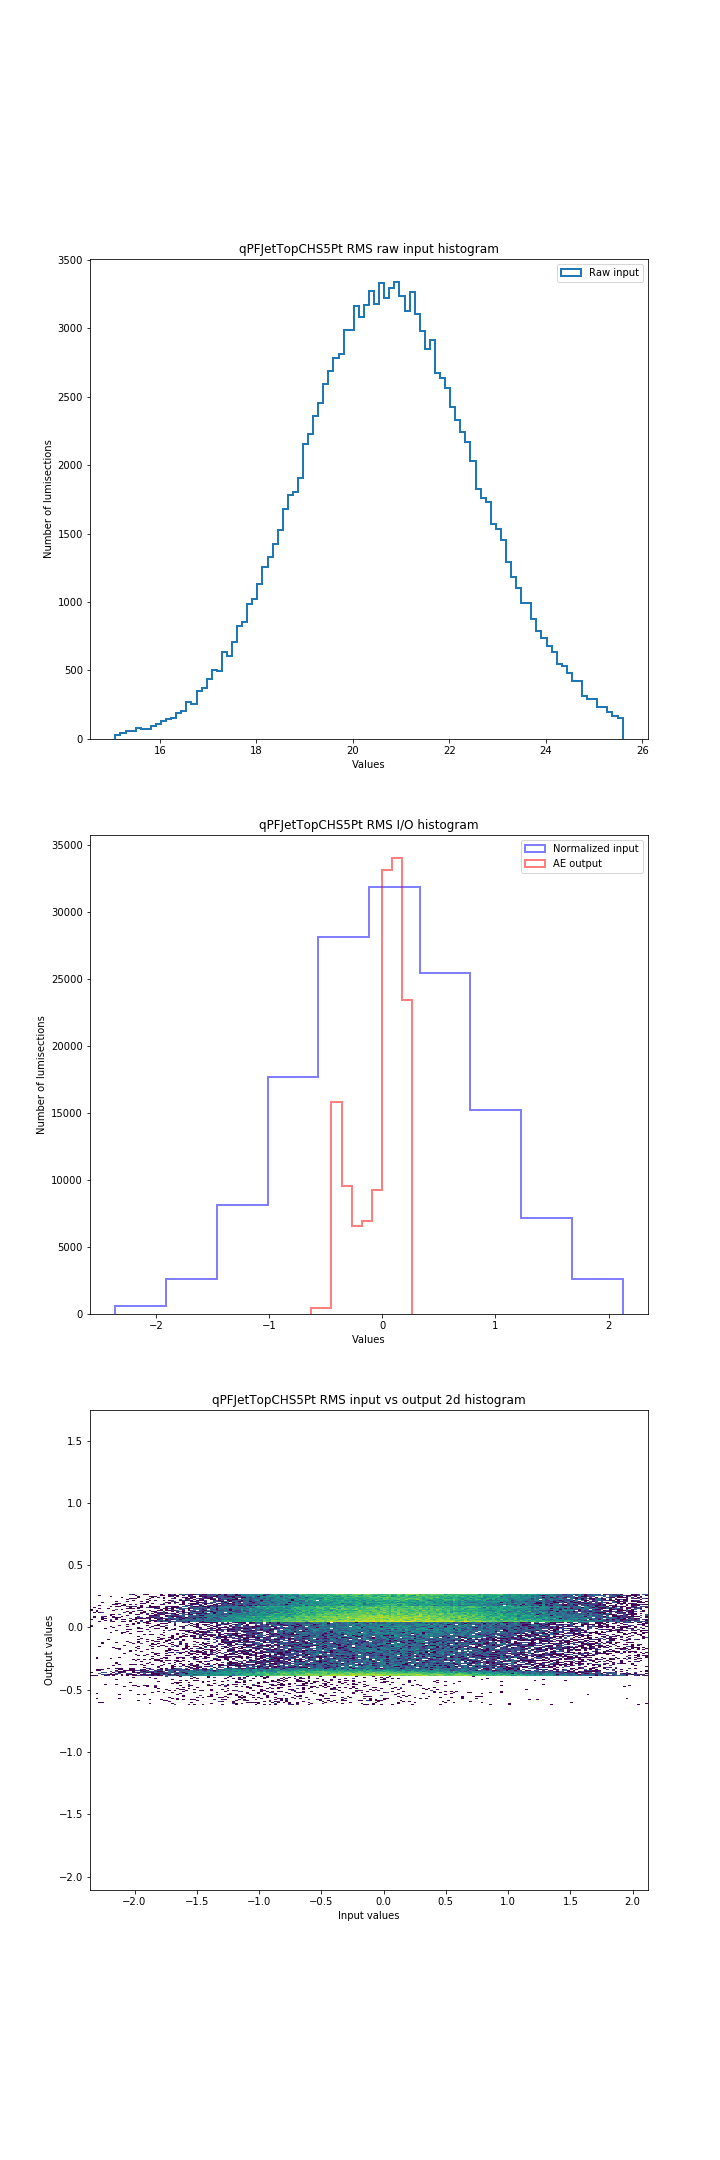 qPFJetTopCHS5Pt RMS raw input histogram
3500
3000
2500
2000
1500
1000
500
0
Number of lumisections
Raw input
16 18 20 22 24 26
Values
qPFJetTopCHS5Pt RMS I/O histogram
35000
30000
25000
20000
15000
10000
5000
0
Number of lumisections
Normalized input
AE output
−2 −1 0 1 2
Values
qPFJetTopCHS5Pt RMS input vs output 2d histogram
1.5
1.0
0.5
0.0
−0.5
−1.0
−1.5
−2.0
Output values
−2.0 −1.5 −1.0 −0.5 0.0 0.5 1.0 1.5 2.0
Input values